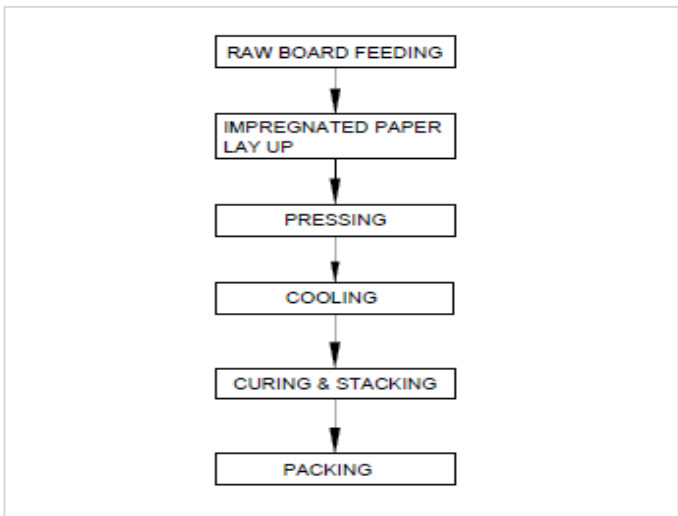 RAW BOARD FEEDING
IMPREGNATED PAPER
LAY UP
PRESSING
COOLING
CURING & STACKING
PACKING